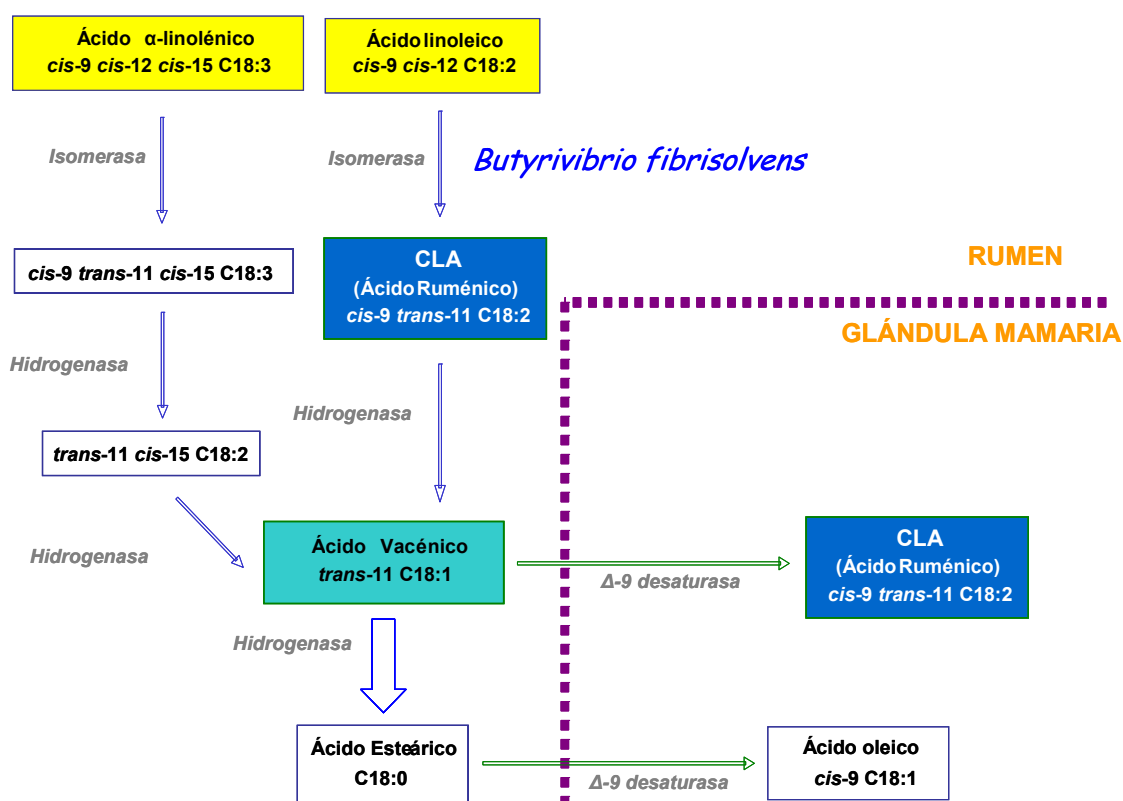 Ácido α-linolénico
cis-9 cis-12 cis-15 C18:3
Ácido linoleico
cis-9 cis-12 C18:2
Isomerasa
Isomerasa
Butyrivibrio fibrisolvens
cis-9 trans-11 cis-15 C18:3
CLA
(Ácido Ruménico)
cis-9 trans-11 C18:2
RUMEN
GLÁNDULA MAMARIA
Hidrogenasa
Hidrogenasa
trans-11 cis-15 C18:2
Hidrogenasa
Ácido Vacénico
trans-11 C18:1
Δ-9 desaturasa
CLA
(Ácido Ruménico)
cis-9 trans-11 C18:2
Hidrogenasa
Ácido Esteárico
C18:0
Δ-9 desaturasa
Ácido oleico
cis-9 C18:1